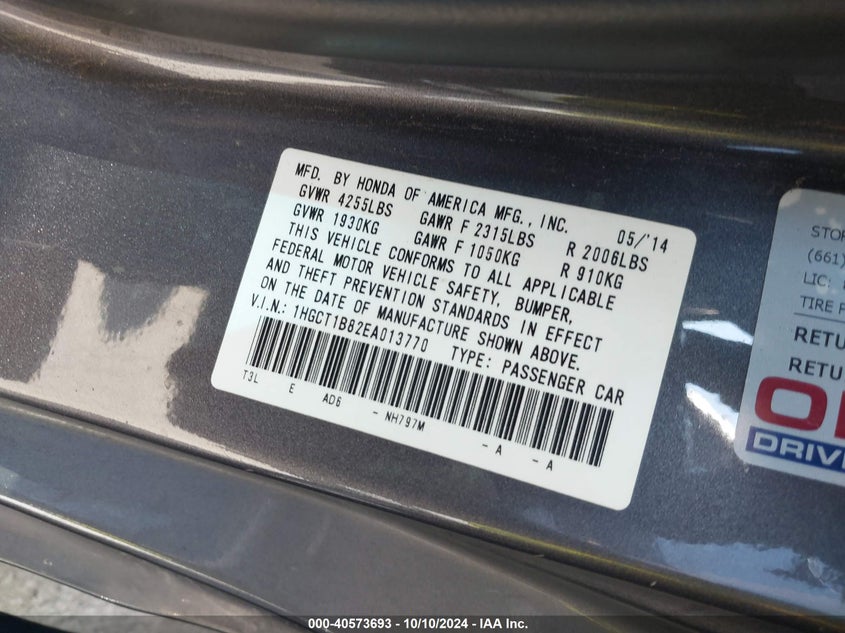 MFD. BY HONDA OF AMERICA MFG., INC. 05/'14
GVWR 4255LBS GAWR F 2315LBS R 2006LBS
GVWR 1930KG GAWR F 1050KG R 910KG
THIS VEHICLE CONFORMS TO ALL APPLICABLE
FEDERAL MOTOR VEHICLE SAFETY, BUMPER,
AND THEFT PREVENTION STANDARDS IN EFFECT
ON THE DATE OF MANUFACTURE SHOWN ABOVE.
V.I.N.: 1HGCT1B82EA013770 TYPE: PASSENGER CAR
T3L E AD6 - NH797M - A - A
(661)
LIC.
TIRE
DRIVE
000-40573693 - 10/10/2024 - IAA Inc.